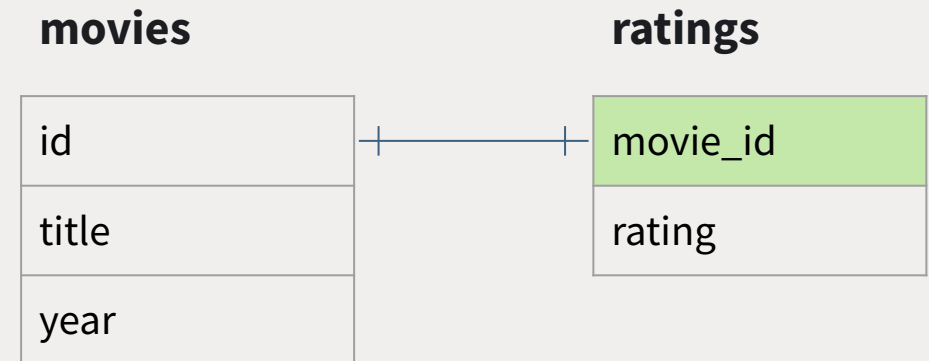 movies
id
title
year
ratings
movie_id
rating